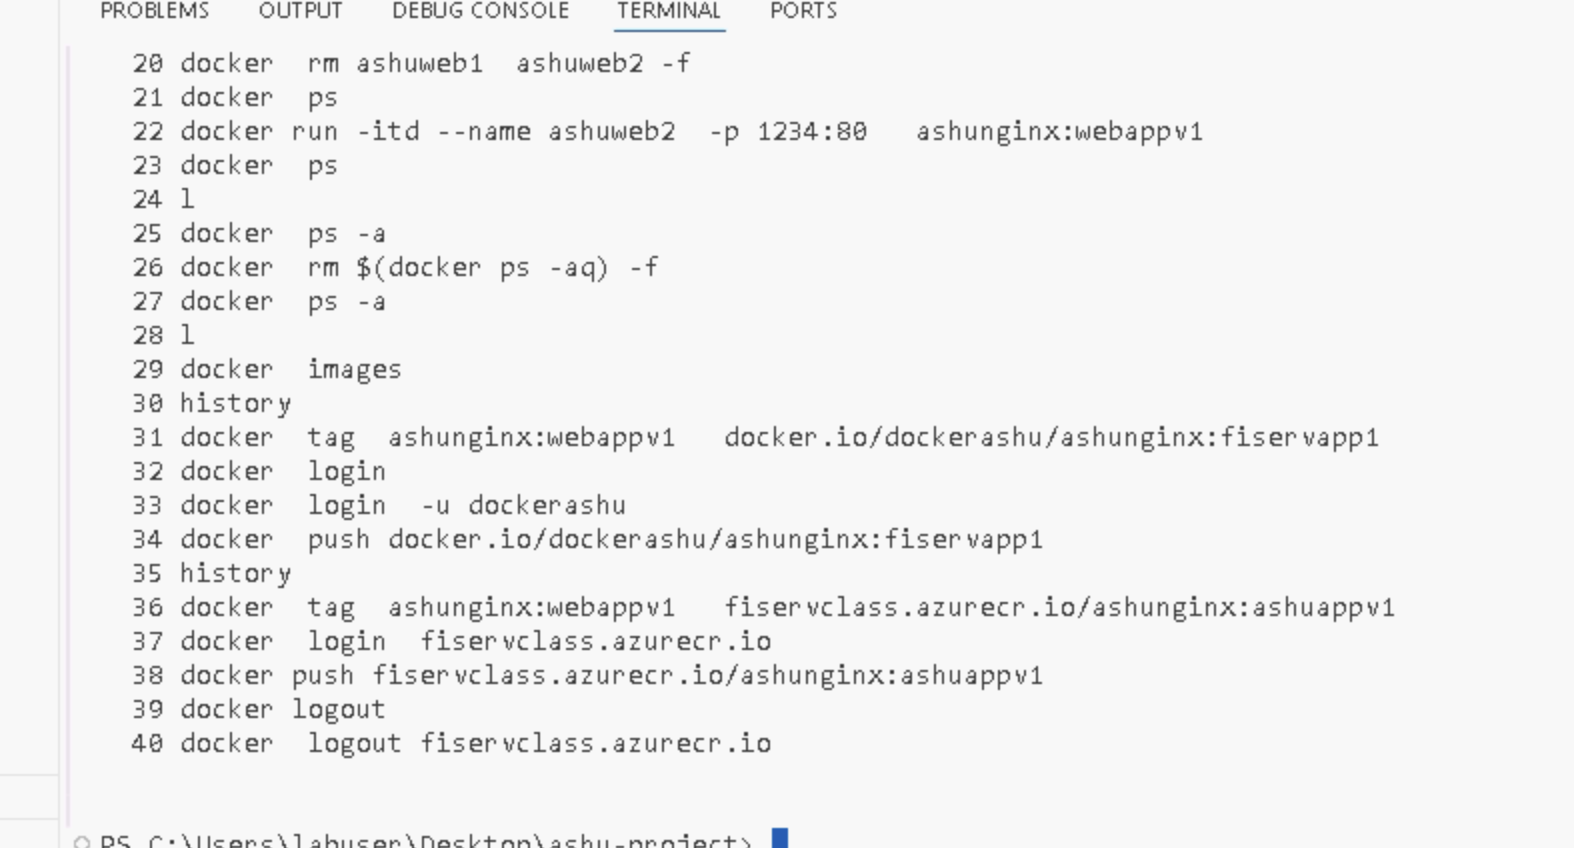 PROBLEMS OUTPUT DEBUG CONSOLE TERMINAL PORTS
20 docker  rm ashuweb1  ashuweb2 -f
21 docker  ps
22 docker run -itd --name ashuweb2  -p 1234:80   ashunginx:webappv1
23 docker  ps
24 l
25 docker  ps -a
26 docker  rm $(docker ps -aq) -f
27 docker  ps -a
28 l
29 docker  images
30 history
31 docker  tag  ashunginx:webappv1   docker.io/dockerashu/ashunginx:fiservapp1
32 docker  login
33 docker  login  -u dockerashu
34 docker  push docker.io/dockerashu/ashunginx:fiservapp1
35 history
36 docker  tag  ashunginx:webappv1   fiservclass.azurecr.io/ashunginx:ashuappv1
37 docker  login  fiservclass.azurecr.io
38 docker push fiservclass.azurecr.io/ashunginx:ashuappv1
39 docker logout
40 docker  logout fiservclass.azurecr.io
PS C:\Users\labuser\Desktop\ashu-project>